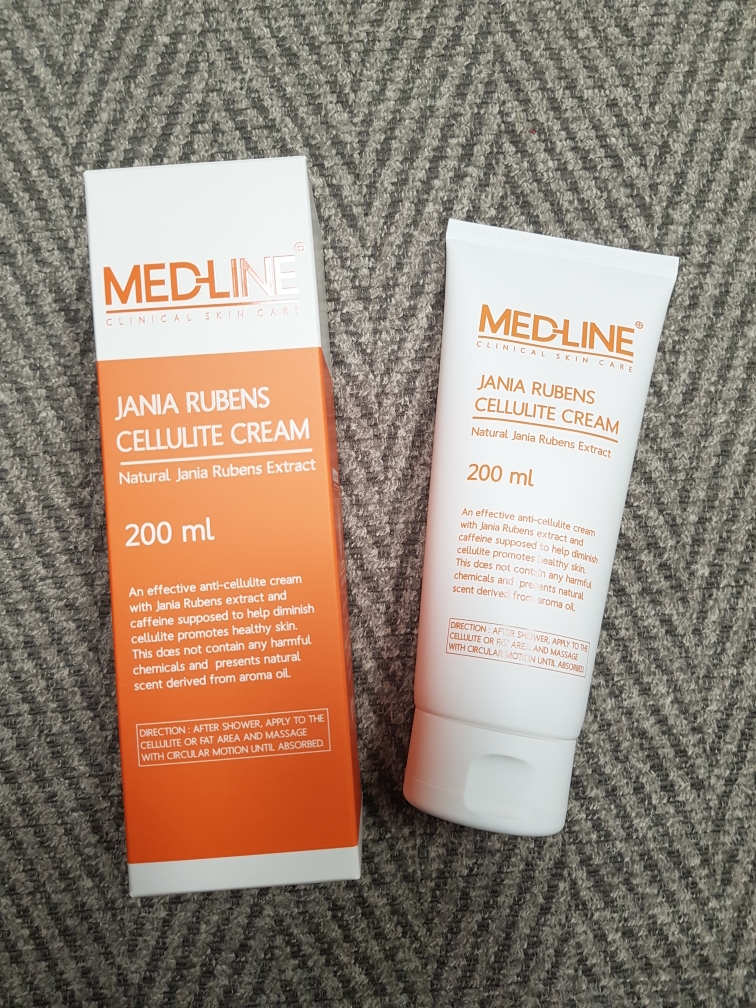 MED-LINE
CLINICAL SKIN CARE
JANIA RUBENS
CELLULITE CREAM
Natural Jania Rubens Extract
200 ml
An effective anti-cellulite cream
with Jania Rubens extract and
caffeine supposed to help diminish
cellulite promotes healthy skin.
This does not contain any harmful
chemicals and presents natural
scent derived from aroma oil.
DIRECTION : AFTER SHOWER, APPLY TO THE
CELLULITE OR FAT AREA AND MASSAGE
WITH CIRCULAR MOTION UNTIL ABSORBED.
MED-LINE
CLINICAL SKIN CARE
JANIA RUBENS
CELLULITE CREAM
Natural Jania Rubens Extract
200 ml
An effective anti-cellulite cream
with Jania Rubens extract and
caffeine supposed to help diminish
cellulite promotes healthy skin.
This does not contain any harmful
chemicals and presents natural
scent derived from aroma oil.
DIRECTION : AFTER SHOWER, APPLY TO THE
CELLULITE OR FAT AREA AND MASSAGE
WITH CIRCULAR MOTION UNTIL ABSORBED.